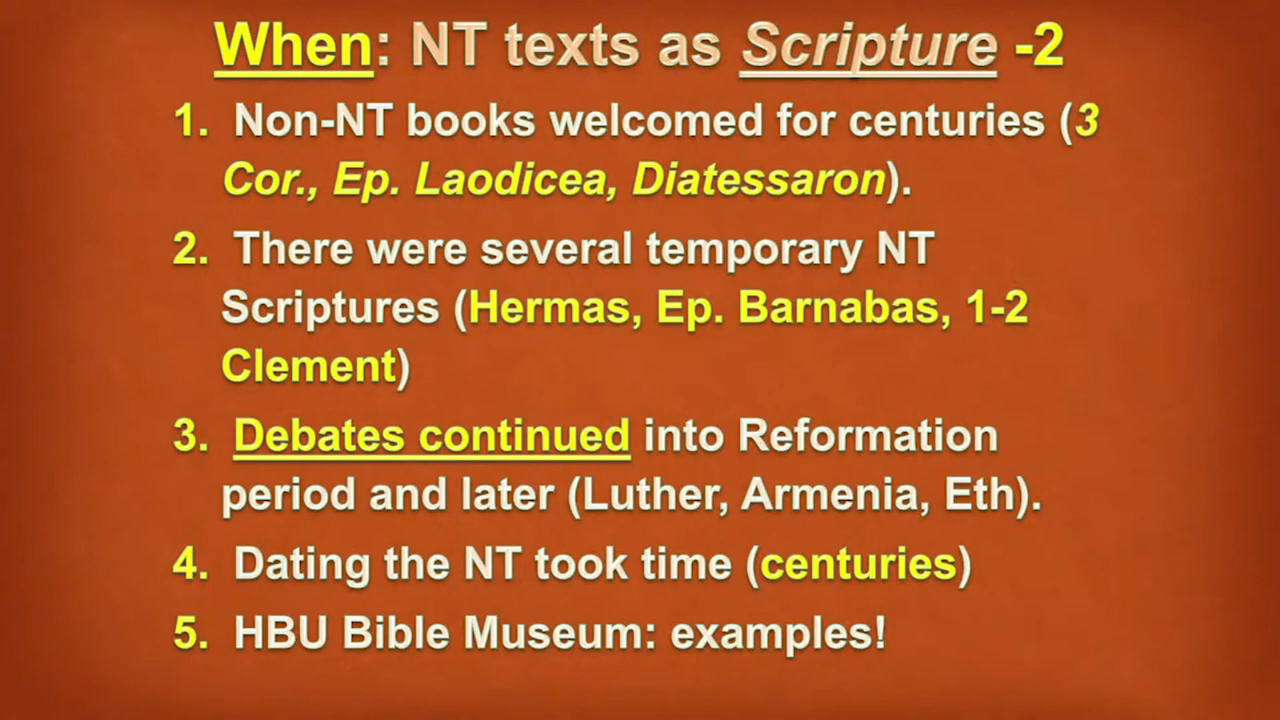 When: NT texts as Scripture -2
1. Non-NT books welcomed for centuries (3
Cor., Ep. Laodicea, Diatessaron).
2. There were several temporary NT
Scriptures (Hermas, Ep. Barnabas, 1-2
Clement)
3. Debates continued into Reformation
period and later (Luther, Armenia, Eth).
4. Dating the NT took time (centuries)
5. HBU Bible Museum: examples!